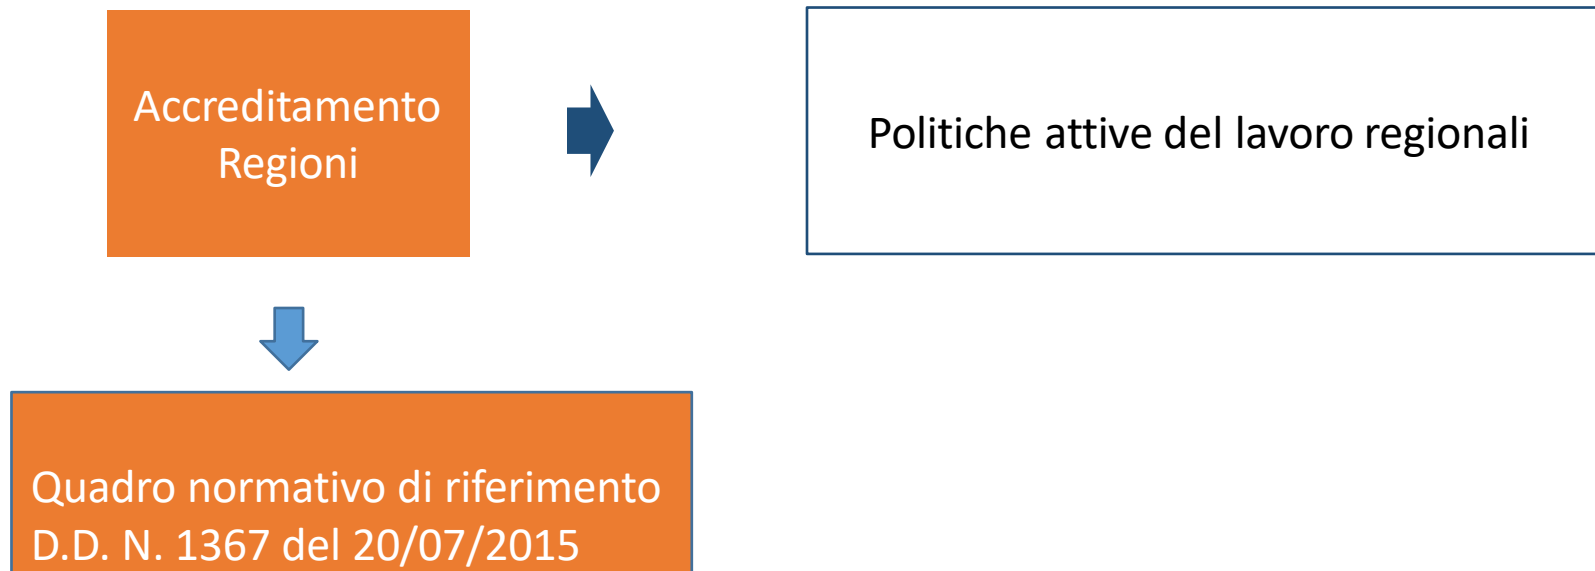 Accreditamento
Regioni
Politiche attive del lavoro regionali
Quadro normativo di riferimento
D.D. N. 1367 del 20/07/2015